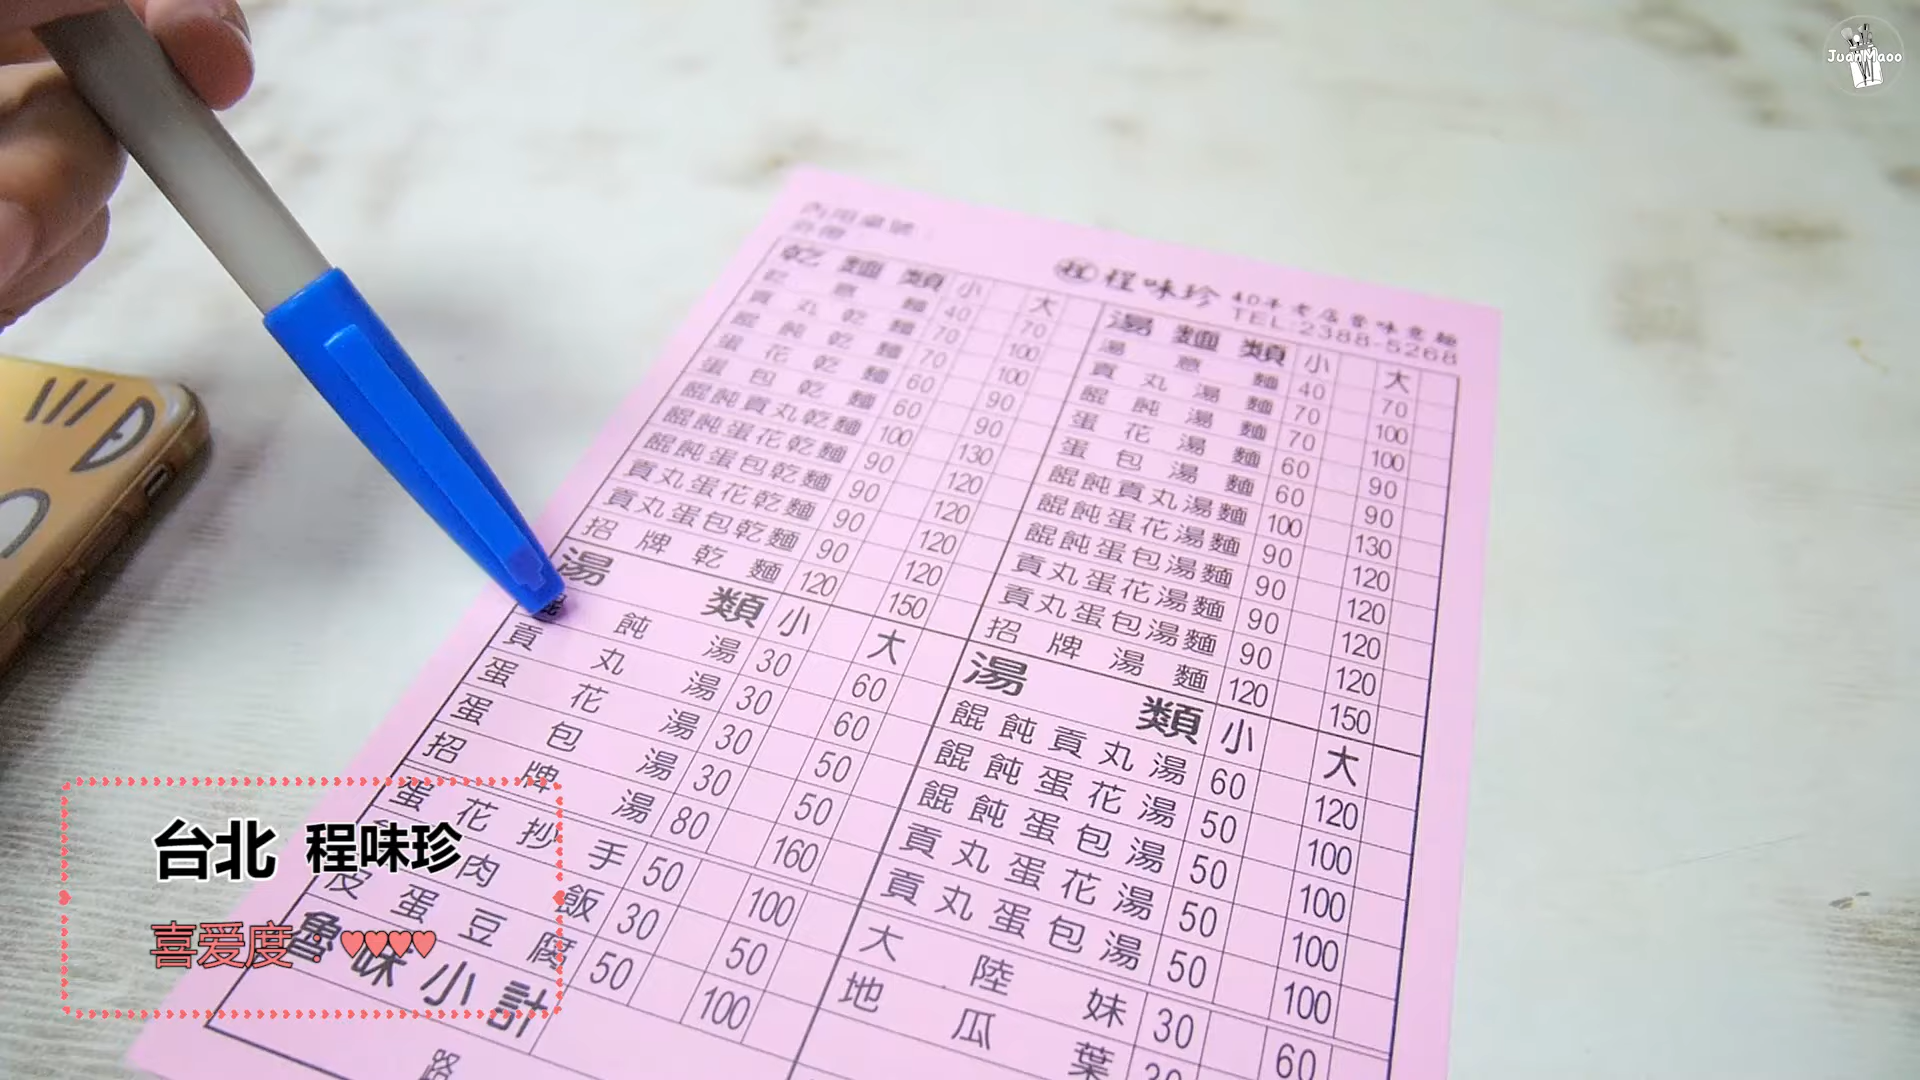 JuanMaoo
內用桌號：
程味珍 40年老店香味意麵
TEL:2388-5268
乾麵類 小 大
乾意麵 40 70
貢丸乾麵 70 100
餛飩乾麵 70 100
蛋花乾麵 60 90
蛋包乾麵 60 90
餛飩貢丸乾麵 100 130
餛飩蛋花乾麵 90 120
餛飩蛋包乾麵 90 120
貢丸蛋花乾麵 90 120
貢丸蛋包乾麵 90 120
招牌乾麵 120 150
湯類 小 大
餛飩湯 30 60
貢丸湯 30 60
蛋花湯 30 50
蛋包湯 30 50
招牌湯 80 160
蛋花抄手 50 100
肉飯 30 50
皮蛋豆腐 50 100
魯味小計
路
湯麵類 小 大
湯意麵 40 70
貢丸湯麵 70 100
餛飩湯麵 70 100
蛋花湯麵 60 90
蛋包湯麵 60 90
餛飩貢丸湯麵 100 130
餛飩蛋花湯麵 90 120
餛飩蛋包湯麵 90 120
貢丸蛋花湯麵 90 120
貢丸蛋包湯麵 90 120
招牌湯麵 120 150
湯類 小 大
餛飩貢丸湯 60 120
餛飩蛋花湯 50 100
餛飩蛋包湯 50 100
貢丸蛋花湯 50 100
貢丸蛋包湯 50 100
大陸妹 30 60
地瓜葉 30
台北 程味珍
喜爱度：♥♥♥♥